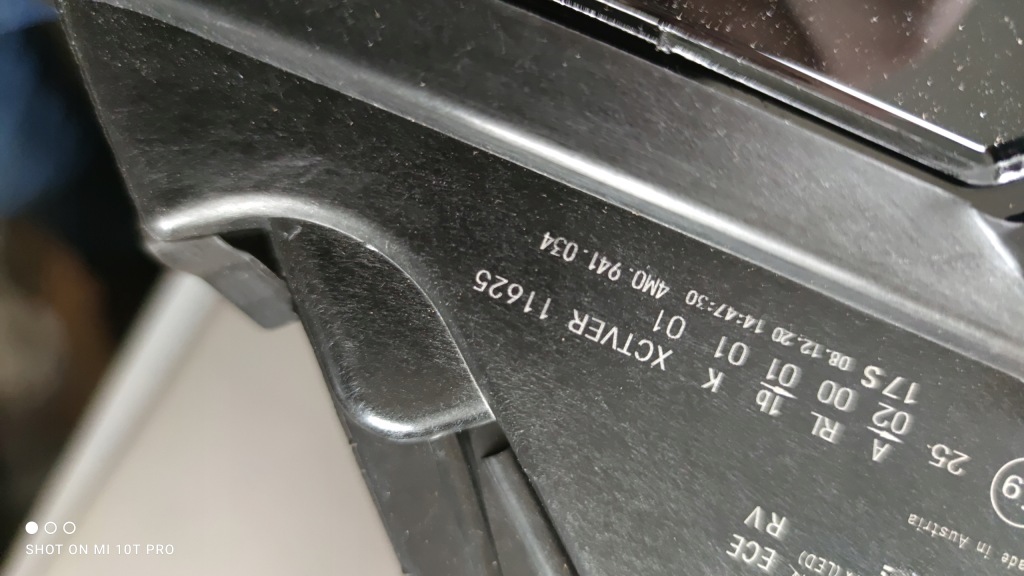 ECE
(LED)
RV
in Austria
25 A RL 1b K XCTVER 11625
02 00 01 01 01
17S 08.12.20 14:47:30 4M0 941.034
SHOT ON MI 10T PRO